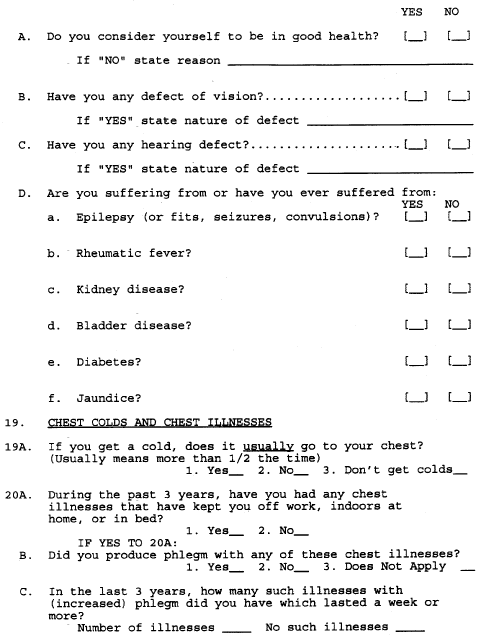 YES NO
A. Do you consider yourself to be in good health? [__] [__]
If "NO" state reason ____________________
B. Have you any defect of vision?................... [__] [__]
If "YES" state nature of defect ____________________
C. Have you any hearing defect?..................... [__] [__]
If "YES" state nature of defect ____________________
D. Are you suffering from or have you ever suffered from:
YES NO
a. Epilepsy (or fits, seizures, convulsions)? [__] [__]
b. Rheumatic fever? [__] [__]
c. Kidney disease? [__] [__]
d. Bladder disease? [__] [__]
e. Diabetes? [__] [__]
f. Jaundice? [__] [__]
19. CHEST COLDS AND CHEST ILLNESSES
19A. If you get a cold, does it usually go to your chest?
(Usually means more than 1/2 the time)
1. Yes__ 2. No__ 3. Don't get colds__
20A. During the past 3 years, have you had any chest
illnesses that have kept you off work, indoors at
home, or in bed?
1. Yes__ 2. No__
IF YES TO 20A:
B. Did you produce phlegm with any of these chest illnesses?
1. Yes__ 2. No__ 3. Does Not Apply __
C. In the last 3 years, how many such illnesses with
(increased) phlegm did you have which lasted a week or
more?
Number of illnesses ____ No such illnesses ____